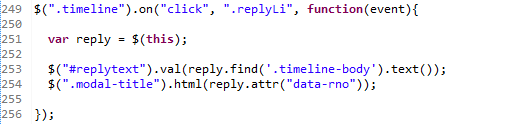 249 $(".timeline").on("click", ".replyLi", function(event){
250
251   var reply = $(this);
252
253   $("#replytext").val(reply.find('.timeline-body').text());
254   $(".modal-title").html(reply.attr("data-rno"));
255
256 });